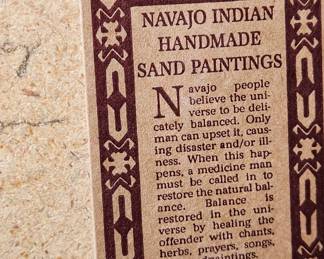 NAVAJO INDIAN
HANDMADE
SAND PAINTINGS
Navajo people
believe the uni-
verse to be deli-
cately balanced. Only
man can upset it, caus-
ing disaster and/or ill-
ness. When this hap-
pens, a medicine man
must be called in to
restore the natural bal-
ance. Balance is
restored in the uni-
verse by healing the
offender with chants,
herbs, prayers, songs,